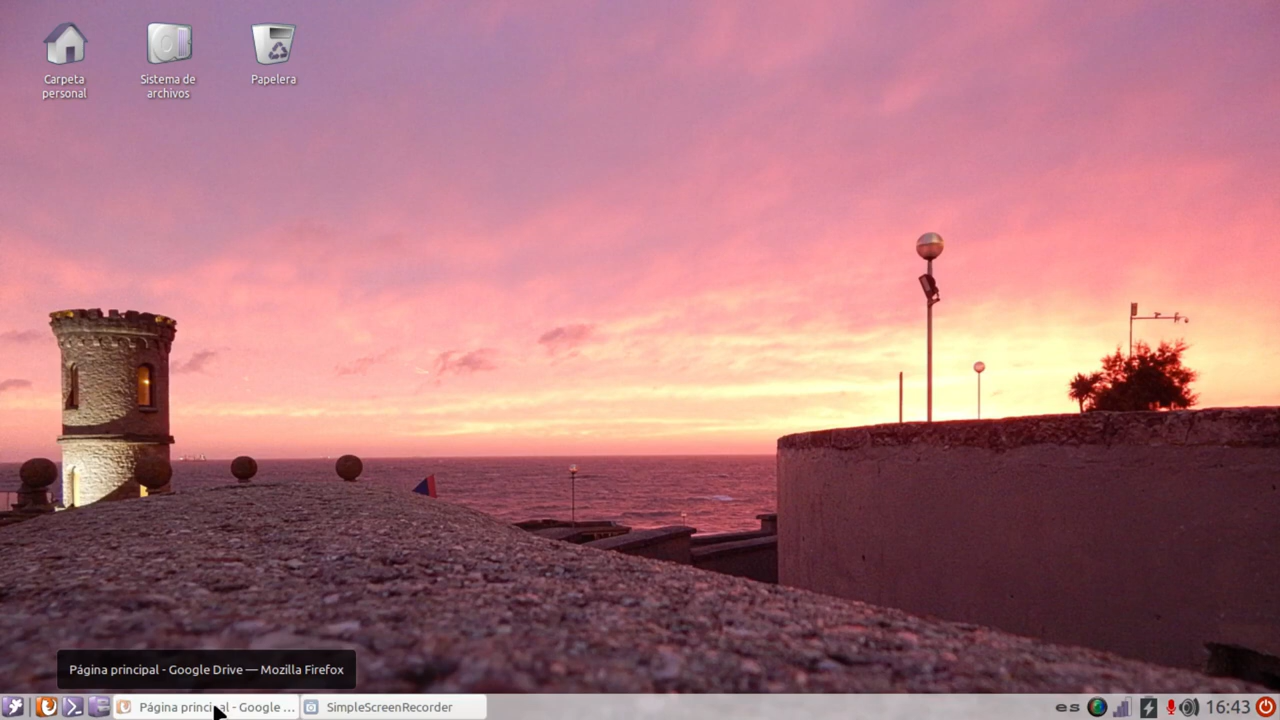 Carpeta
personal
Sistema de
archivos
Papelera
Página principal - Google Drive — Mozilla Firefox
Página principal - Google ...
SimpleScreenRecorder
es
16:43